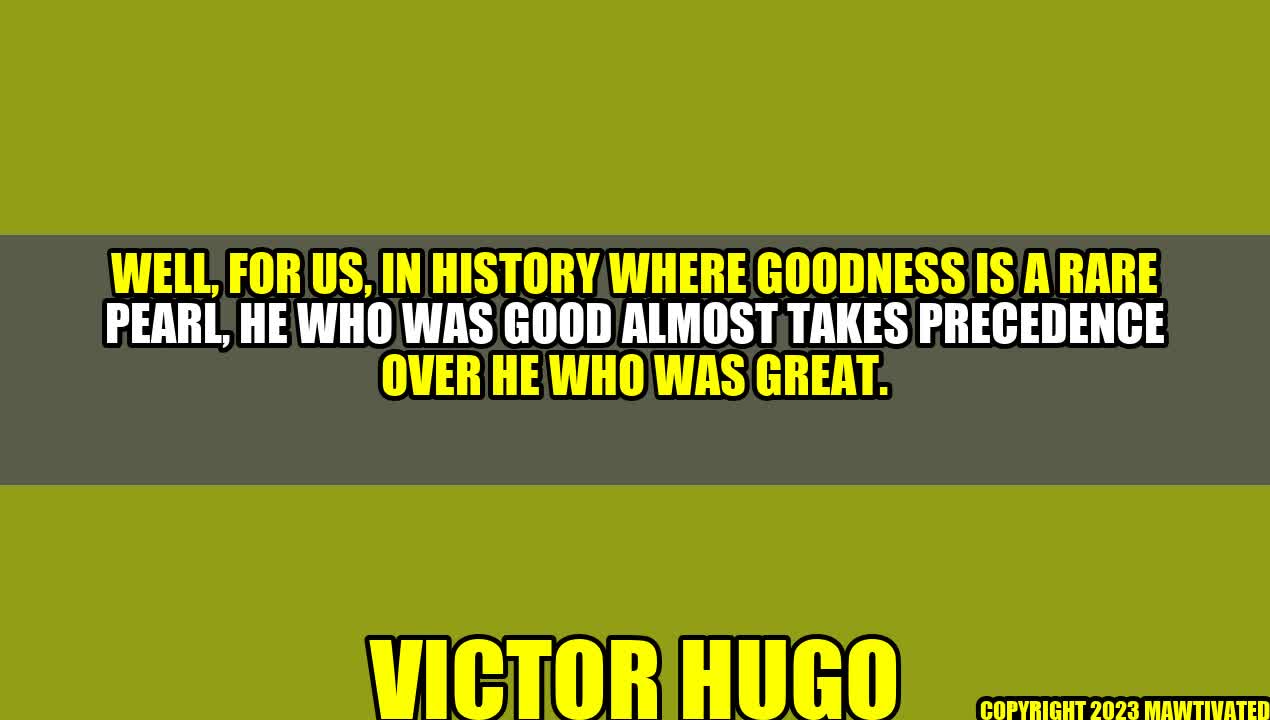 WELL, FOR US, IN HISTORY WHERE GOODNESS IS A RARE
PEARL, HE WHO WAS GOOD ALMOST TAKES PRECEDENCE
OVER HE WHO WAS GREAT.
VICTOR HUGO
COPYRIGHT 2023 MAWTIVATED